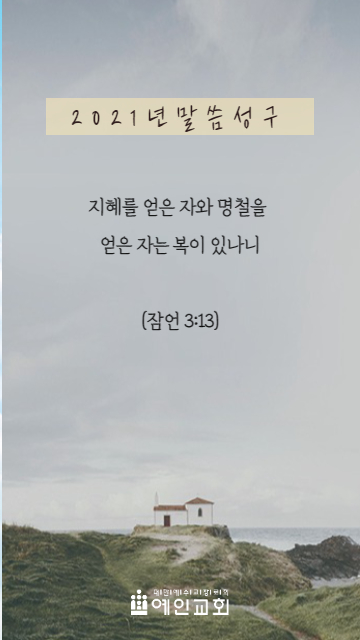 2021년말씀성구
지혜를 얻은 자와 명철을
얻은 자는 복이 있나니
(잠언 3:13)
예인교회